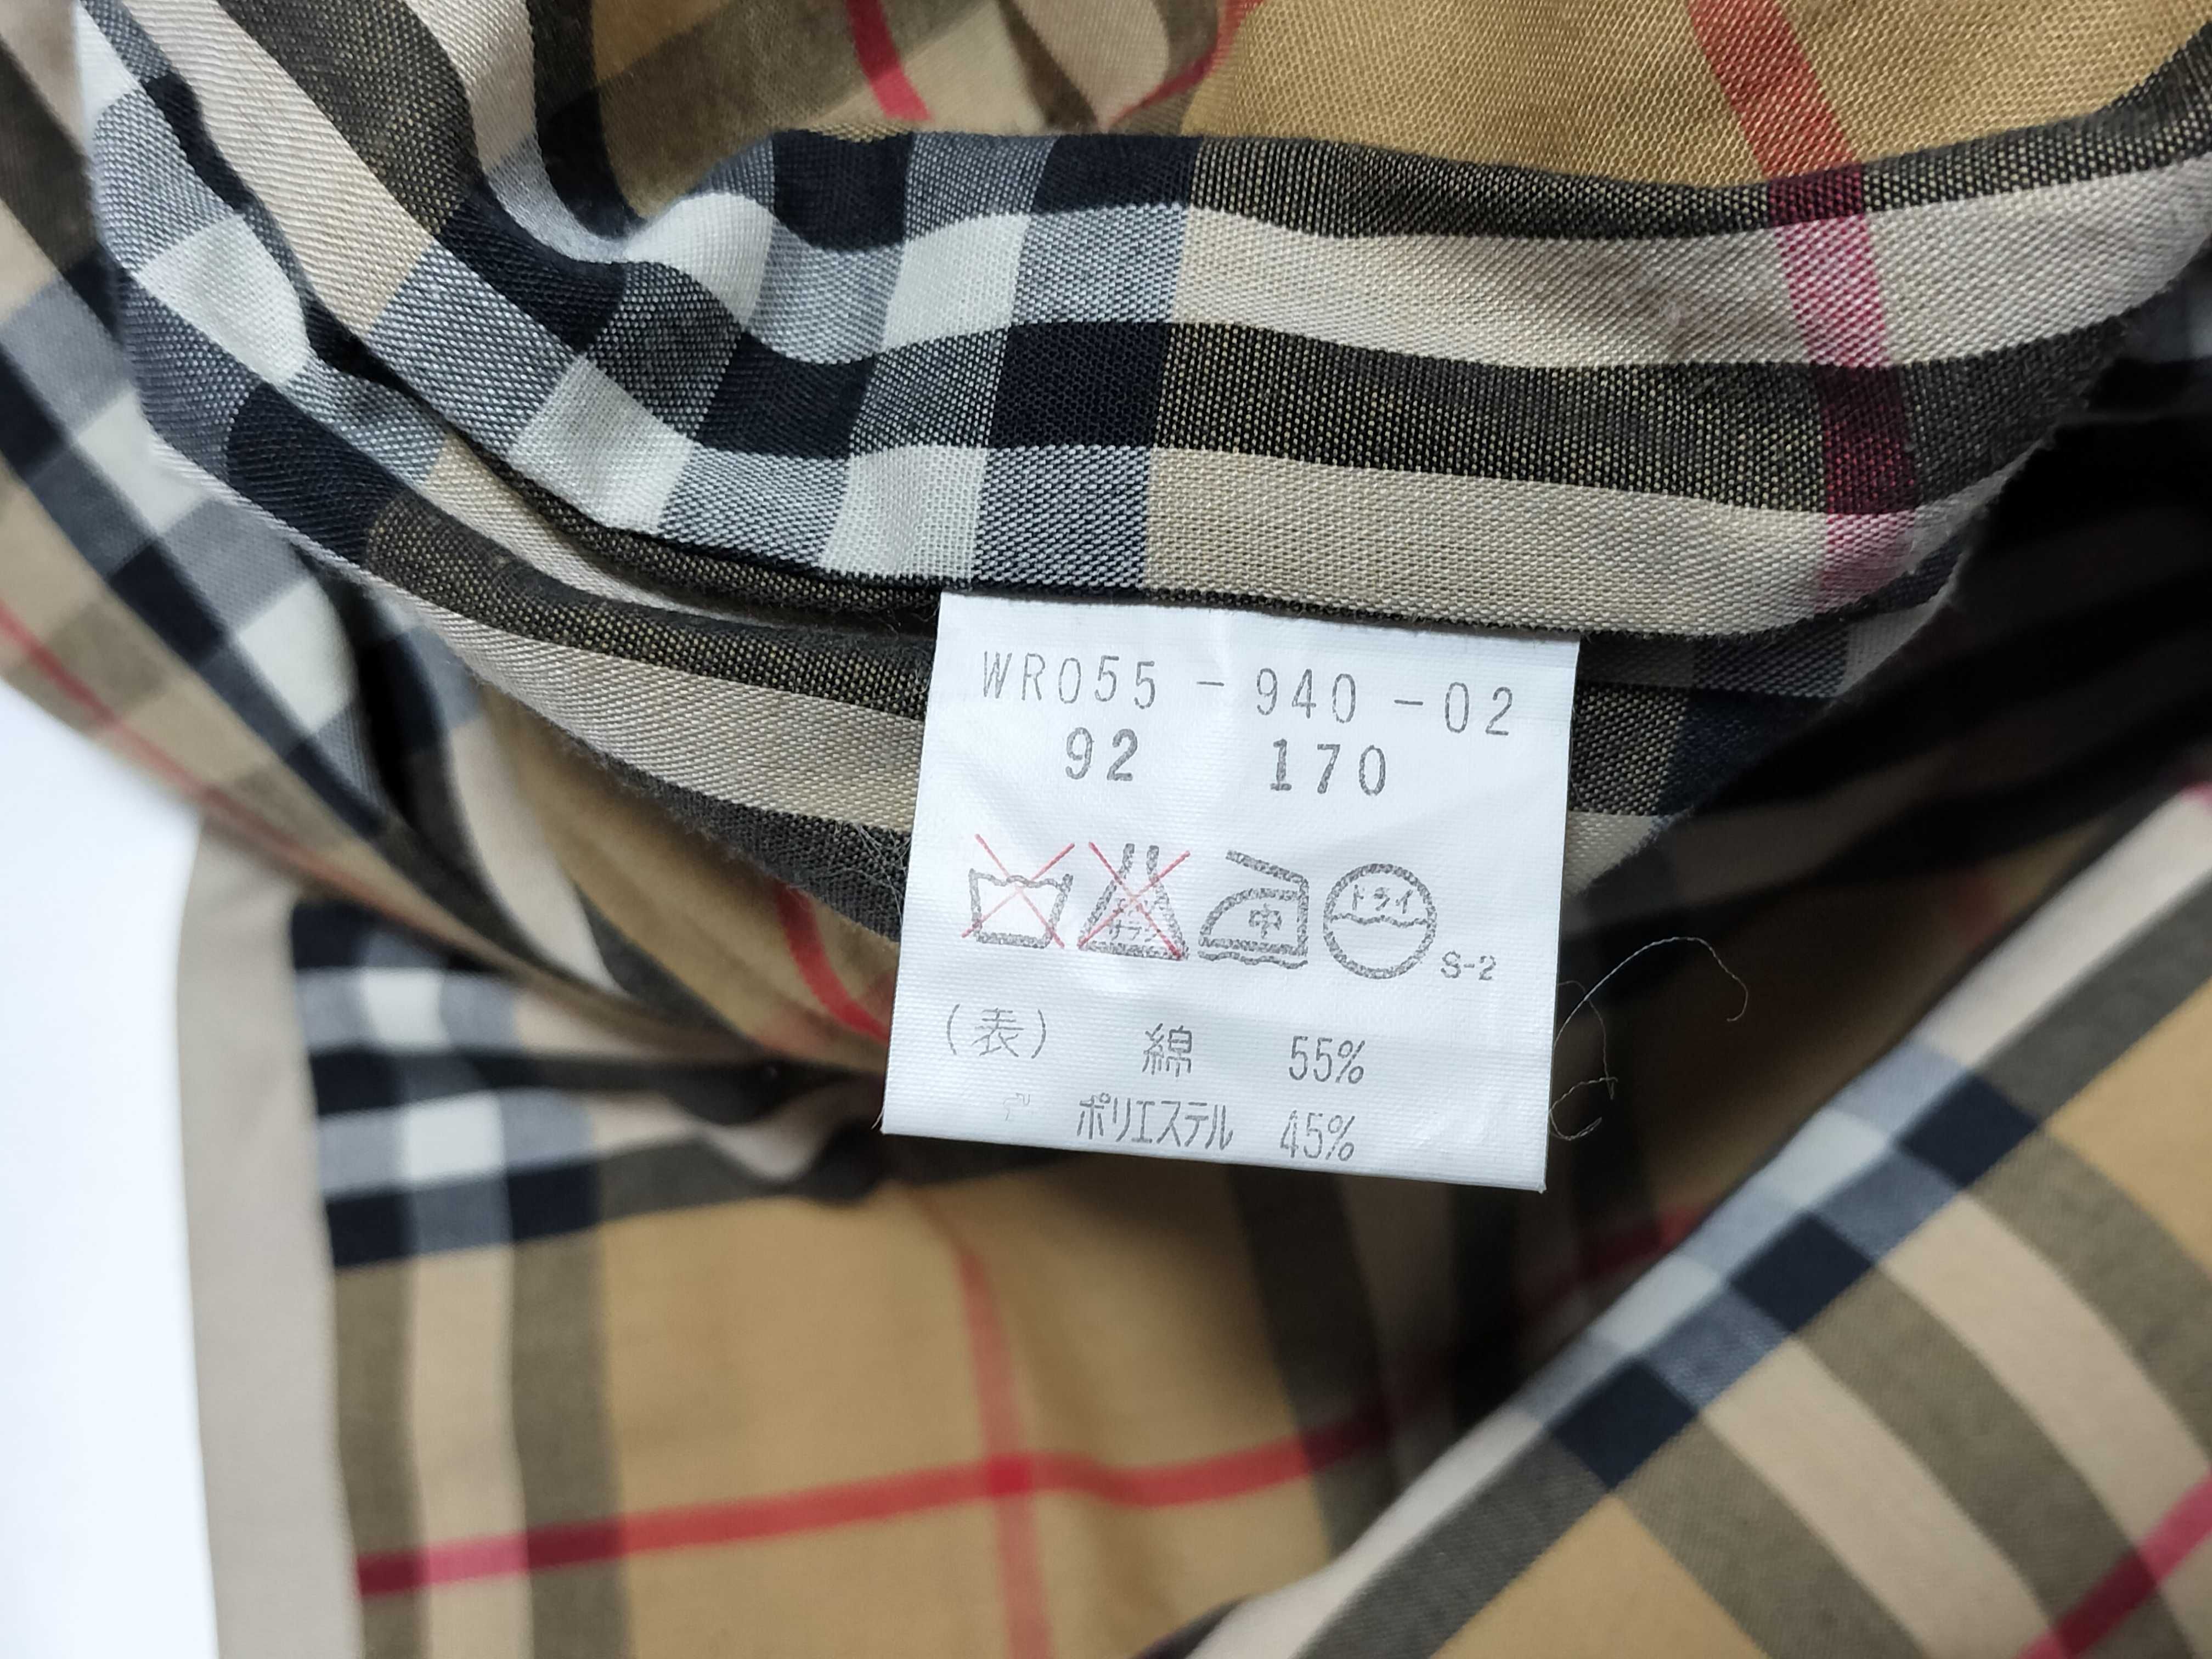 WR055-940-02
92 170
中 ドライ
S-2
(表) 綿 55%
ポリエステル 45%